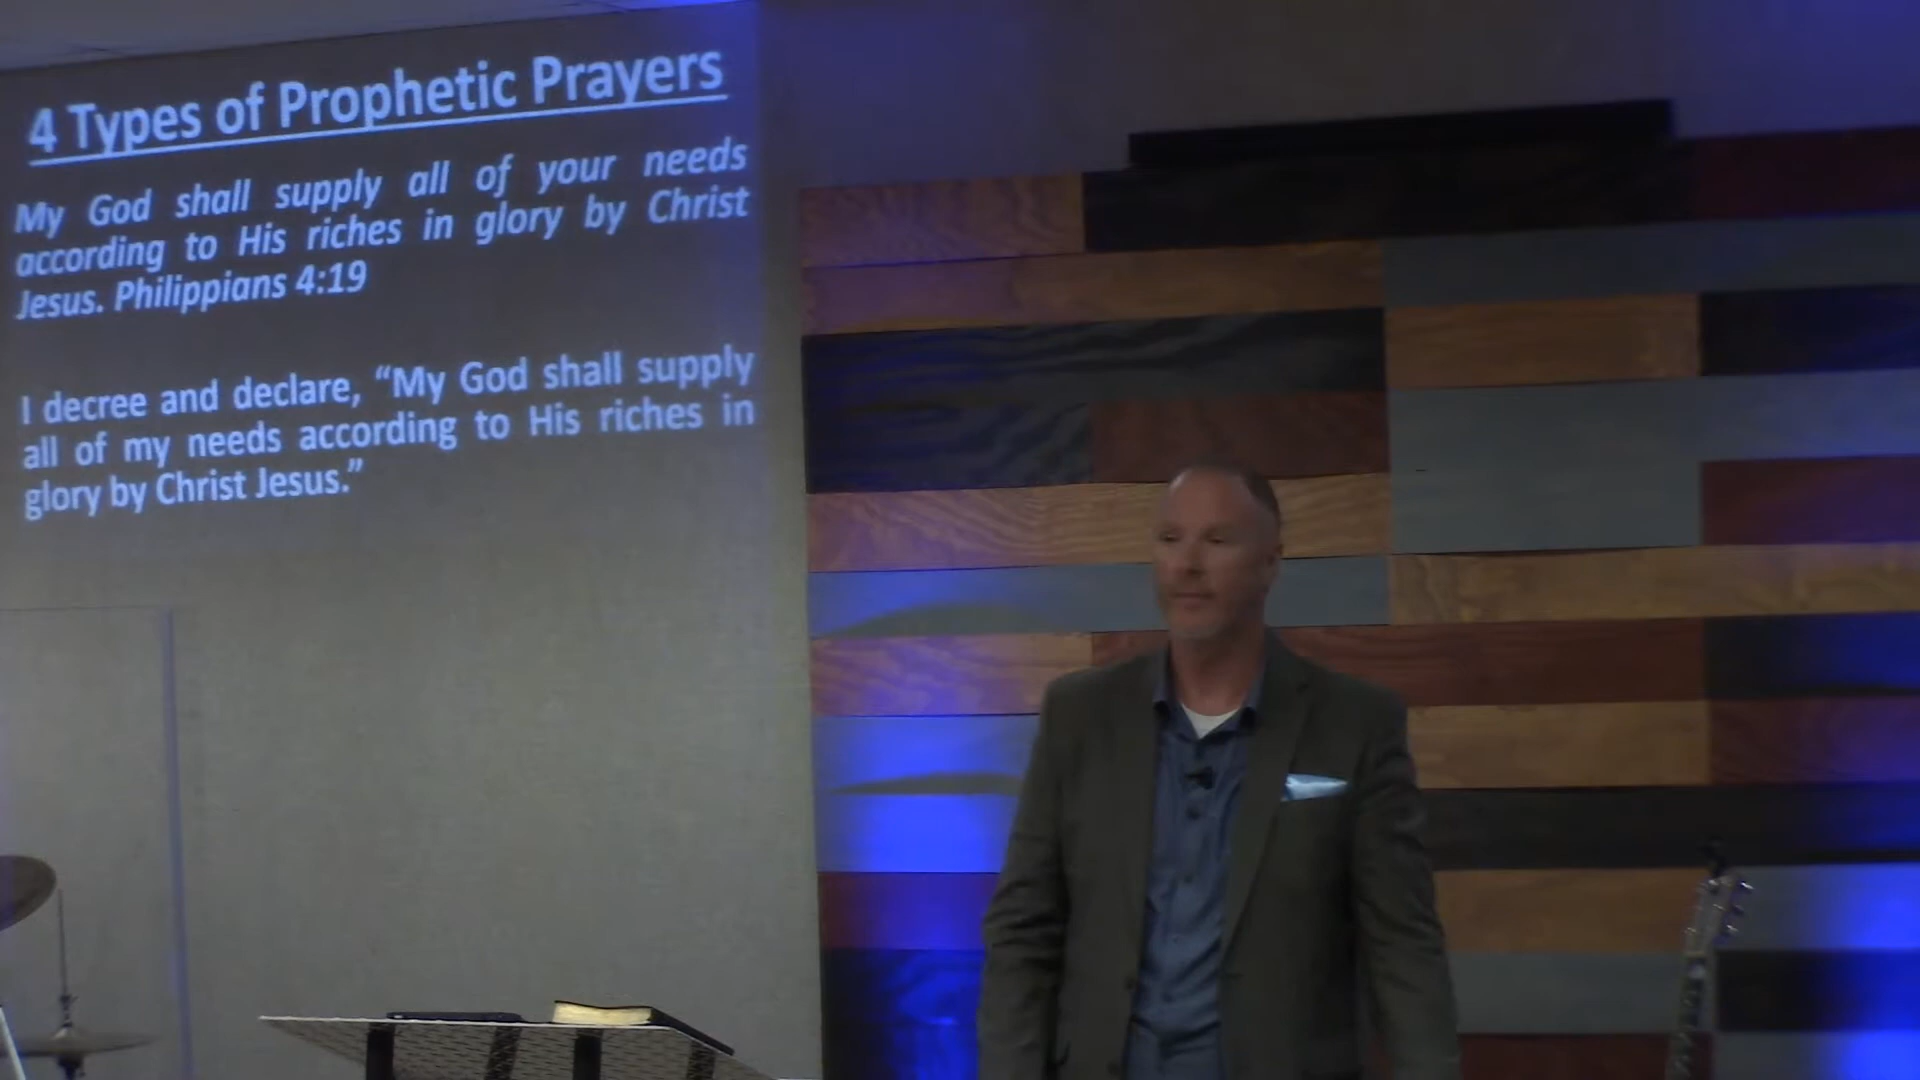 4 Types of Prophetic Prayers
My God shall supply all of your needs
according to His riches in glory by Christ
Jesus. Philippians 4:19
I decree and declare, “My God shall supply
all of my needs according to His riches in
glory by Christ Jesus.”